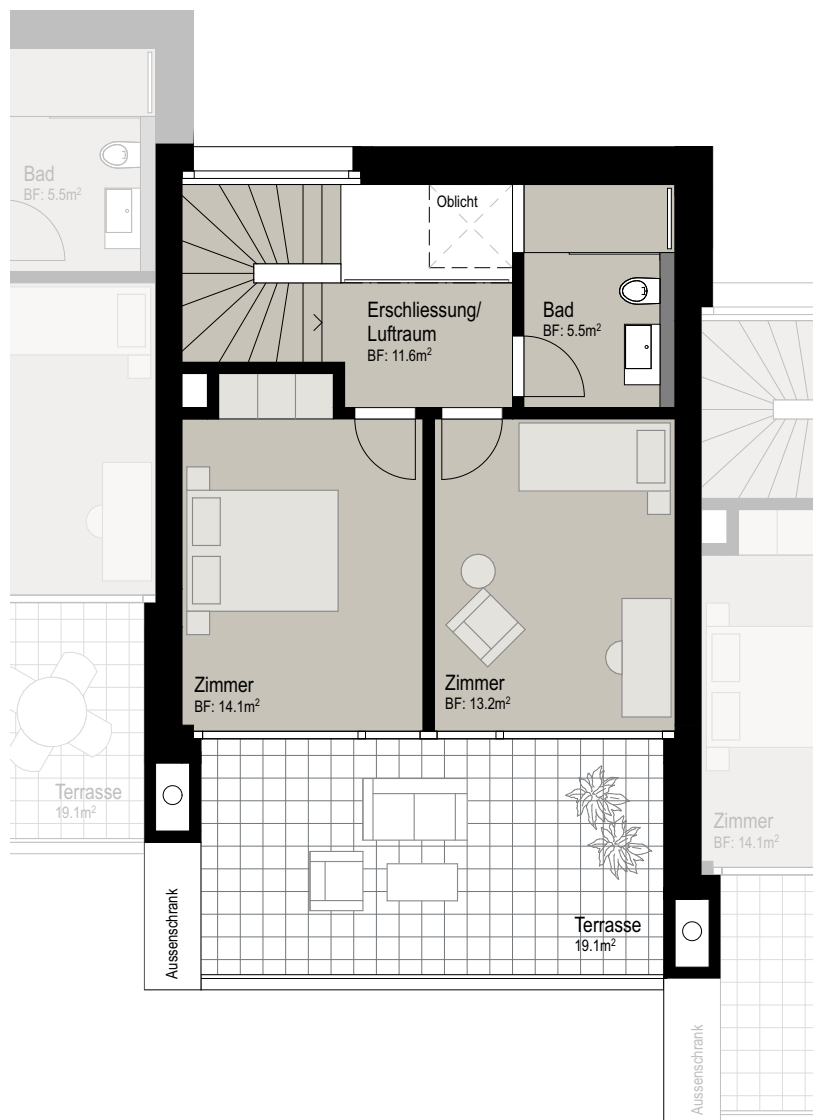 Bad
BF: 5.5m²
Oblicht
Erschliessung/
Luftraum
BF: 11.6m²
Bad
BF: 5.5m²
Zimmer
BF: 14.1m²
Zimmer
BF: 13.2m²
Terrasse
19.1m²
Zimmer
BF: 14.1m²
Aussenschrank
Terrasse
19.1m²
Aussenschrank